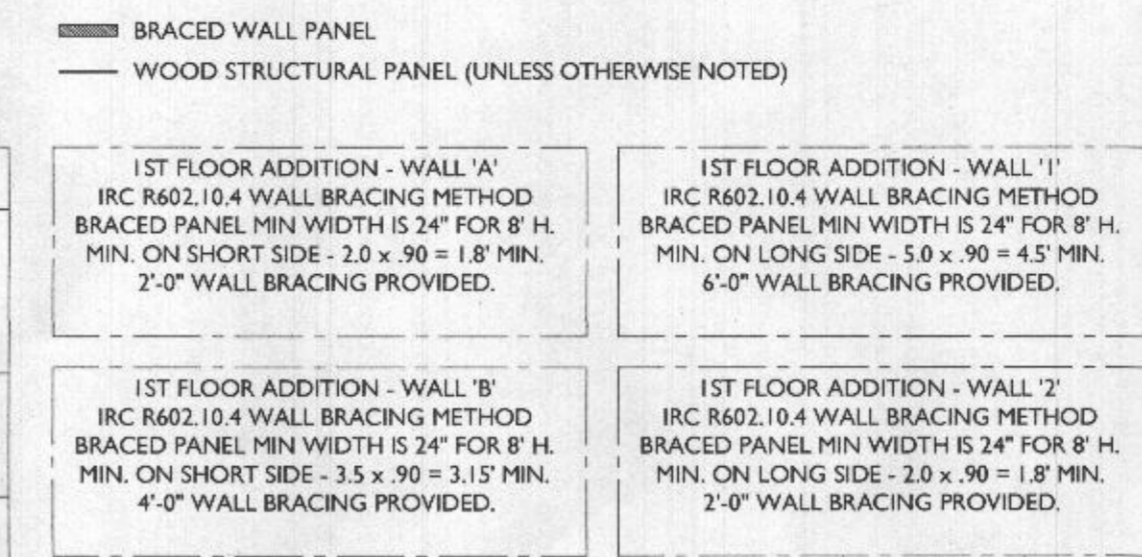 BRACED WALL PANEL
WOOD STRUCTURAL PANEL (UNLESS OTHERWISE NOTED)
1ST FLOOR ADDITION - WALL 'A'
IRC R602.10.4 WALL BRACING METHOD
BRACED PANEL MIN WIDTH IS 24" FOR 8' H.
MIN. ON SHORT SIDE - 2.0 x .90 = 1.8' MIN.
2'-0" WALL BRACING PROVIDED.
1ST FLOOR ADDITION - WALL '1'
IRC R602.10.4 WALL BRACING METHOD
BRACED PANEL MIN WIDTH IS 24" FOR 8' H.
MIN. ON LONG SIDE - 5.0 x .90 = 4.5' MIN.
6'-0" WALL BRACING PROVIDED.
1ST FLOOR ADDITION - WALL 'B'
IRC R602.10.4 WALL BRACING METHOD
BRACED PANEL MIN WIDTH IS 24" FOR 8' H.
MIN. ON SHORT SIDE - 3.5 x .90 = 3.15' MIN.
4'-0" WALL BRACING PROVIDED.
1ST FLOOR ADDITION - WALL '2'
IRC R602.10.4 WALL BRACING METHOD
BRACED PANEL MIN WIDTH IS 24" FOR 8' H.
MIN. ON LONG SIDE - 2.0 x .90 = 1.8' MIN.
2'-0" WALL BRACING PROVIDED.